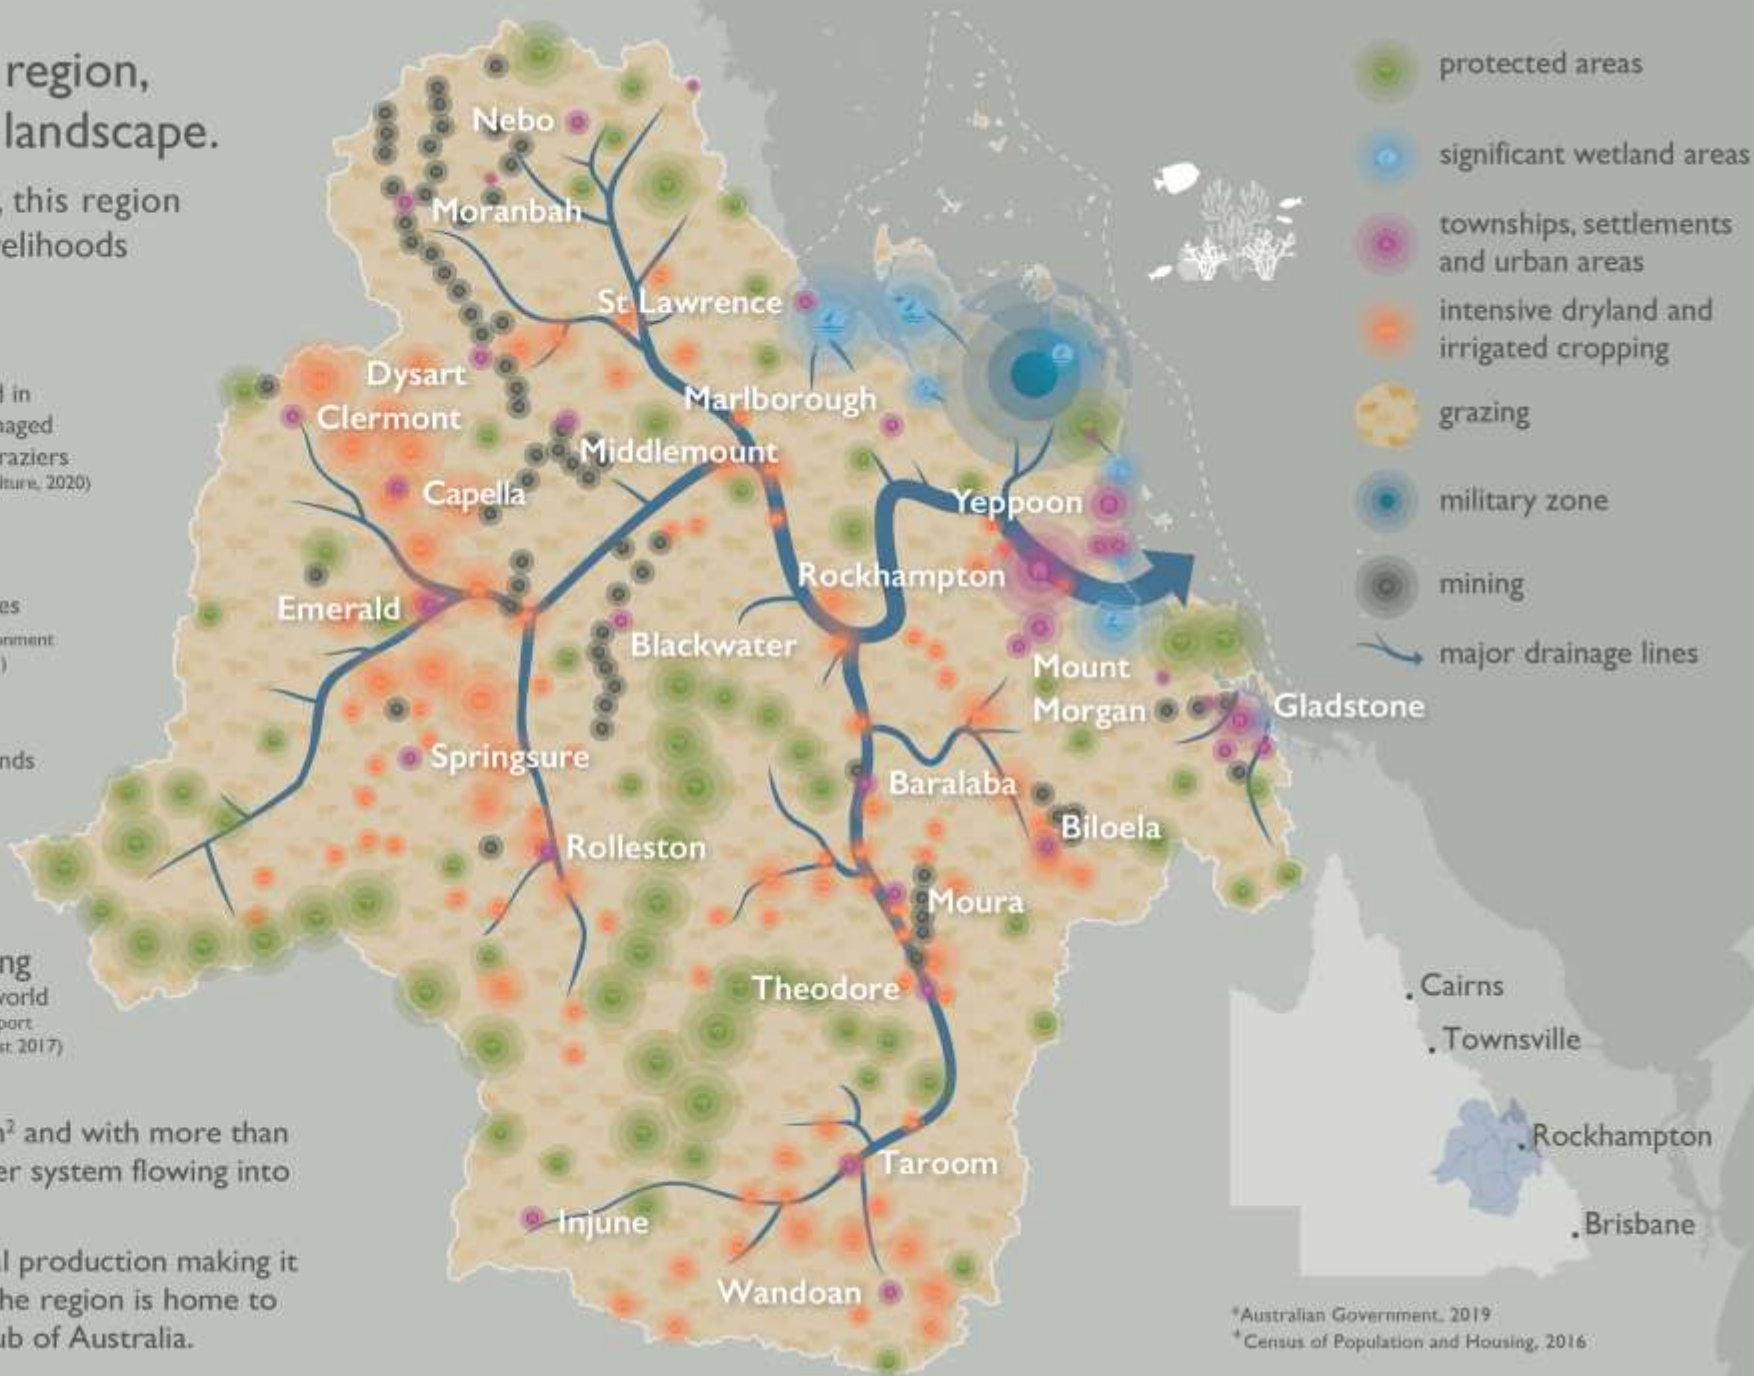 region,
landscape.
, this region
elihoods
in
naged
raziers
lture, 2020)
es
onment
)
nds
ng
world
port
st 2017)
m² and with more than
er system flowing into
al production making it
he region is home to
ub of Australia.
Nebo
Moranbah
St Lawrence
Dysart
Clermont
Marlborough
Middlemount
Capella
Yeppoon
Rockhampton
Emerald
Blackwater
Mount
Morgan
Gladstone
Springsure
Baralaba
Biloela
Rolleston
Moura
Theodore
Taroom
Injune
Wandoan
protected areas
significant wetland areas
townships, settlements
and urban areas
intensive dryland and
irrigated cropping
grazing
military zone
mining
major drainage lines
Cairns
Townsville
Rockhampton
Brisbane
*Australian Government, 2019
+Census of Population and Housing, 2016